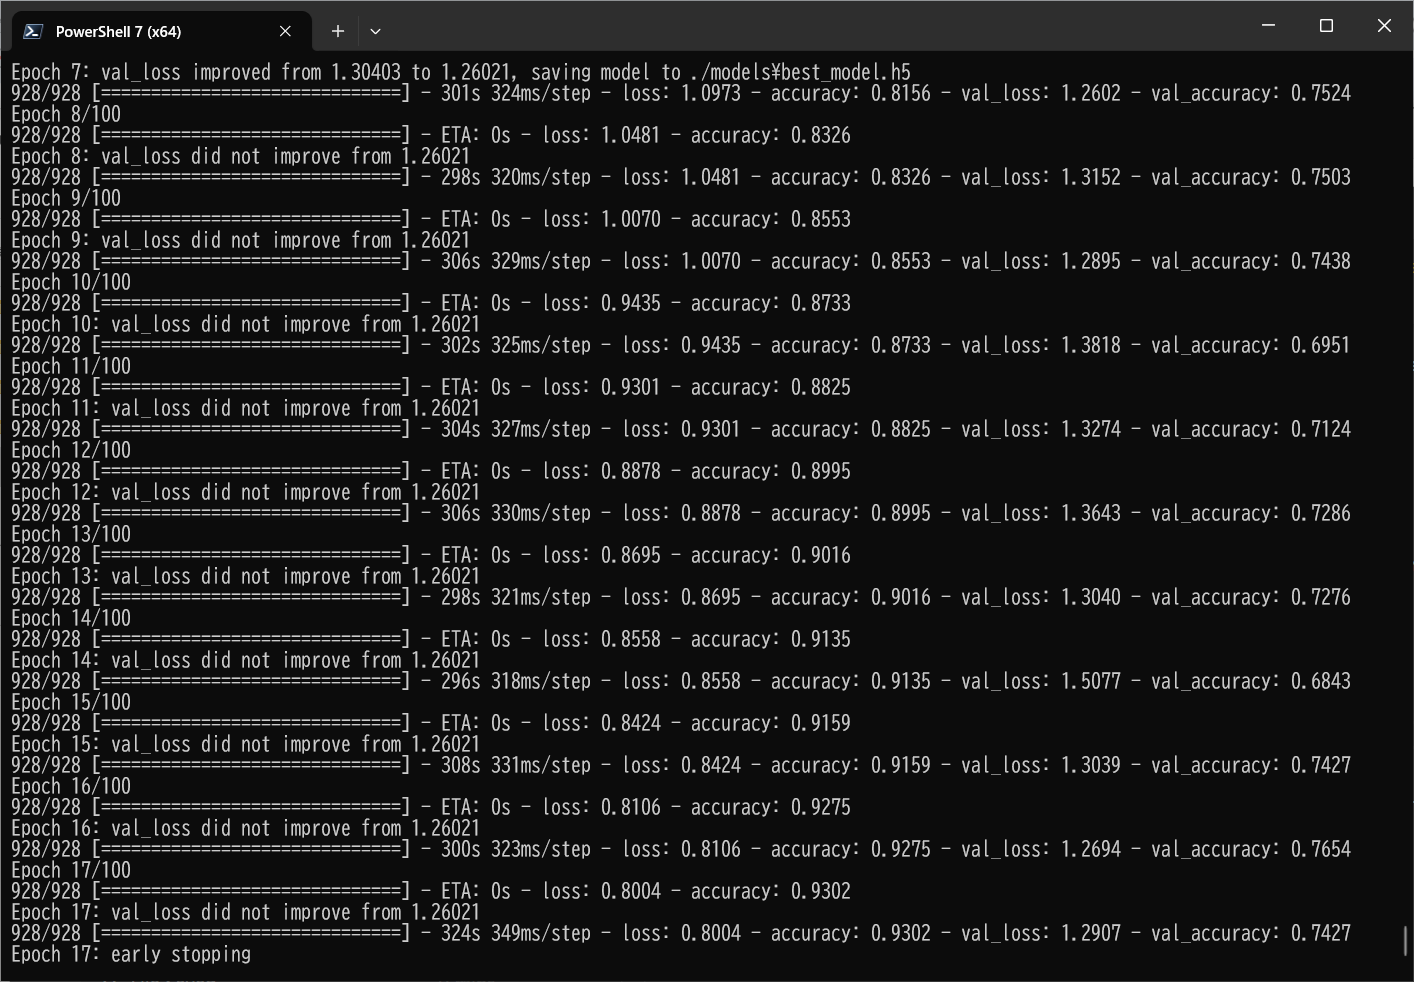 PowerShell 7 (x64)
Epoch 7: val_loss improved from 1.30403 to 1.26021, saving model to ./models¥best_model.h5
928/928 [==============================] - 301s 324ms/step - loss: 1.0973 - accuracy: 0.8156 - val_loss: 1.2602 - val_accuracy: 0.7524
Epoch 8/100
928/928 [==============================] - ETA: 0s - loss: 1.0481 - accuracy: 0.8326
Epoch 8: val_loss did not improve from 1.26021
928/928 [==============================] - 298s 320ms/step - loss: 1.0481 - accuracy: 0.8326 - val_loss: 1.3152 - val_accuracy: 0.7503
Epoch 9/100
928/928 [==============================] - ETA: 0s - loss: 1.0070 - accuracy: 0.8553
Epoch 9: val_loss did not improve from 1.26021
928/928 [==============================] - 306s 329ms/step - loss: 1.0070 - accuracy: 0.8553 - val_loss: 1.2895 - val_accuracy: 0.7438
Epoch 10/100
928/928 [==============================] - ETA: 0s - loss: 0.9435 - accuracy: 0.8733
Epoch 10: val_loss did not improve from 1.26021
928/928 [==============================] - 302s 325ms/step - loss: 0.9435 - accuracy: 0.8733 - val_loss: 1.3818 - val_accuracy: 0.6951
Epoch 11/100
928/928 [==============================] - ETA: 0s - loss: 0.9301 - accuracy: 0.8825
Epoch 11: val_loss did not improve from 1.26021
928/928 [==============================] - 304s 327ms/step - loss: 0.9301 - accuracy: 0.8825 - val_loss: 1.3274 - val_accuracy: 0.7124
Epoch 12/100
928/928 [==============================] - ETA: 0s - loss: 0.8878 - accuracy: 0.8995
Epoch 12: val_loss did not improve from 1.26021
928/928 [==============================] - 306s 330ms/step - loss: 0.8878 - accuracy: 0.8995 - val_loss: 1.3643 - val_accuracy: 0.7286
Epoch 13/100
928/928 [==============================] - ETA: 0s - loss: 0.8695 - accuracy: 0.9016
Epoch 13: val_loss did not improve from 1.26021
928/928 [==============================] - 298s 321ms/step - loss: 0.8695 - accuracy: 0.9016 - val_loss: 1.3040 - val_accuracy: 0.7276
Epoch 14/100
928/928 [==============================] - ETA: 0s - loss: 0.8558 - accuracy: 0.9135
Epoch 14: val_loss did not improve from 1.26021
928/928 [==============================] - 296s 318ms/step - loss: 0.8558 - accuracy: 0.9135 - val_loss: 1.5077 - val_accuracy: 0.6843
Epoch 15/100
928/928 [==============================] - ETA: 0s - loss: 0.8424 - accuracy: 0.9159
Epoch 15: val_loss did not improve from 1.26021
928/928 [==============================] - 308s 331ms/step - loss: 0.8424 - accuracy: 0.9159 - val_loss: 1.3039 - val_accuracy: 0.7427
Epoch 16/100
928/928 [==============================] - ETA: 0s - loss: 0.8106 - accuracy: 0.9275
Epoch 16: val_loss did not improve from 1.26021
928/928 [==============================] - 300s 323ms/step - loss: 0.8106 - accuracy: 0.9275 - val_loss: 1.2694 - val_accuracy: 0.7654
Epoch 17/100
928/928 [==============================] - ETA: 0s - loss: 0.8004 - accuracy: 0.9302
Epoch 17: val_loss did not improve from 1.26021
928/928 [==============================] - 324s 349ms/step - loss: 0.8004 - accuracy: 0.9302 - val_loss: 1.2907 - val_accuracy: 0.7427
Epoch 17: early stopping